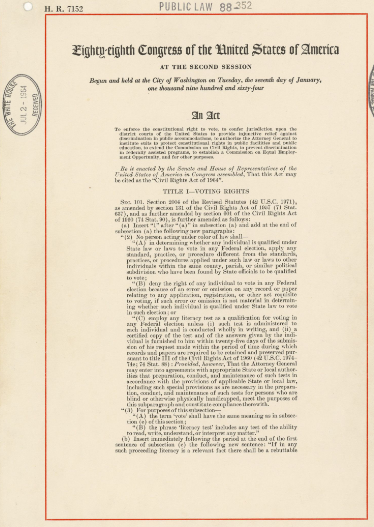 H. R. 7152
PUBLIC LAW 88-352
Eighty-eighth Congress of the United States of America
AT THE SECOND SESSION
Begun and held at the City of Washington on Tuesday, the seventh day of January,
one thousand nine hundred and sixty-four
THE WHITE HOUSE
JUL 2 - 1964
RECEIVED
An Act
To enforce the constitutional right to vote, to confer jurisdiction upon the
district courts of the United States to provide injunctive relief against
discrimination in public accommodations, to authorize the Attorney General to
institute suits to protect constitutional rights in public facilities and public
education, to extend the Commission on Civil Rights, to prevent discrimination
in federally assisted programs, to establish a Commission on Equal Employ-
ment Opportunity, and for other purposes.
Be it enacted by the Senate and House of Representatives of the
United States of America in Congress assembled, That this Act may
be cited as the "Civil Rights Act of 1964".
TITLE I—VOTING RIGHTS
SEC. 101. Section 2004 of the Revised Statutes (42 U.S.C. 1971),
as amended by section 131 of the Civil Rights Act of 1957 (71 Stat.
637), and as further amended by section 601 of the Civil Rights Act
of 1960 (74 Stat. 90), is further amended as follows:
(a) Insert "1" after "(a)" in subsection (a) and add at the end of
subsection (a) the following new paragraphs:
"(2) No person acting under color of law shall—
"(A) in determining whether any individual is qualified under
State law or laws to vote in any Federal election, apply any
standard, practice, or procedure different from the standards,
practices, or procedures applied under such law or laws to other
individuals within the same county, parish, or similar political
subdivision who have been found by State officials to be qualified
to vote;
"(B) deny the right of any individual to vote in any Federal
election because of an error or omission on any record or paper
relating to any application, registration, or other act requisite
to voting, if such error or omission is not material in determin-
ing whether such individual is qualified under State law to vote
in such election; or
"(C) employ any literacy test as a qualification for voting in
any Federal election unless (i) such test is administered to
each individual and is conducted wholly in writing, and (ii) a
certified copy of the test and of the answers given by the indi-
vidual is furnished to him within twenty-five days of the submis-
sion of his request made within the period of time during which
records and papers are required to be retained and preserved pur-
suant to title III of the Civil Rights Act of 1960 (42 U.S.C. 1974–
74e; 74 Stat. 88): Provided, however, That the Attorney General
may enter into agreements with appropriate State or local author-
ities that preparation, conduct, and maintenance of such tests in
accordance with the provisions of applicable State or local law,
including such special provisions as are necessary in the prepara-
tion, conduct, and maintenance of such tests for persons who are
blind or otherwise physically handicapped, meet the purposes of
this subparagraph and constitute compliance therewith.
"(3) For purposes of this subsection—
"(A) the term 'vote' shall have the same meaning as in subsec-
tion (e) of this section;
"(B) the phrase 'literacy test' includes any test of the ability
to read, write, understand, or interpret any matter."
(b) Insert immediately following the period at the end of the first
sentence of subsection (c) the following new sentence: "If in any
such proceeding literacy is a relevant fact there shall be a rebuttable